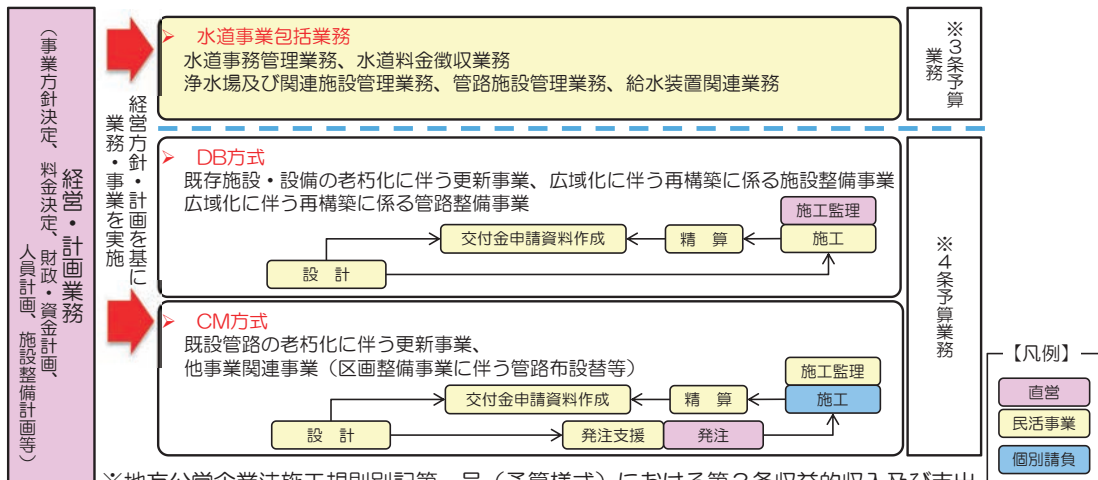 経営・計画業務
（事業方針決定、料金決定、財政・資金計画、
人員計画、施設整備計画等）
経営方針・計画を基に
業務・事業を実施
➢ 水道事業包括業務
水道事務管理業務、水道料金徴収業務
浄水場及び関連施設管理業務、管路施設管理業務、給水装置関連業務
※３条予算
業務
➢ DB方式
既存施設・設備の老朽化に伴う更新事業、広域化に伴う再構築に係る施設整備事業
広域化に伴う再構築に係る管路整備事業
施工監理
交付金申請資料作成
精 算
施工
設 計
➢ CM方式
既設管路の老朽化に伴う更新事業、
他事業関連事業（区画整備事業に伴う管路布設替等）
施工監理
交付金申請資料作成
精 算
施工
設 計
発注支援
発注
※４条予算業務
【凡例】
直営
民活事業
個別請負